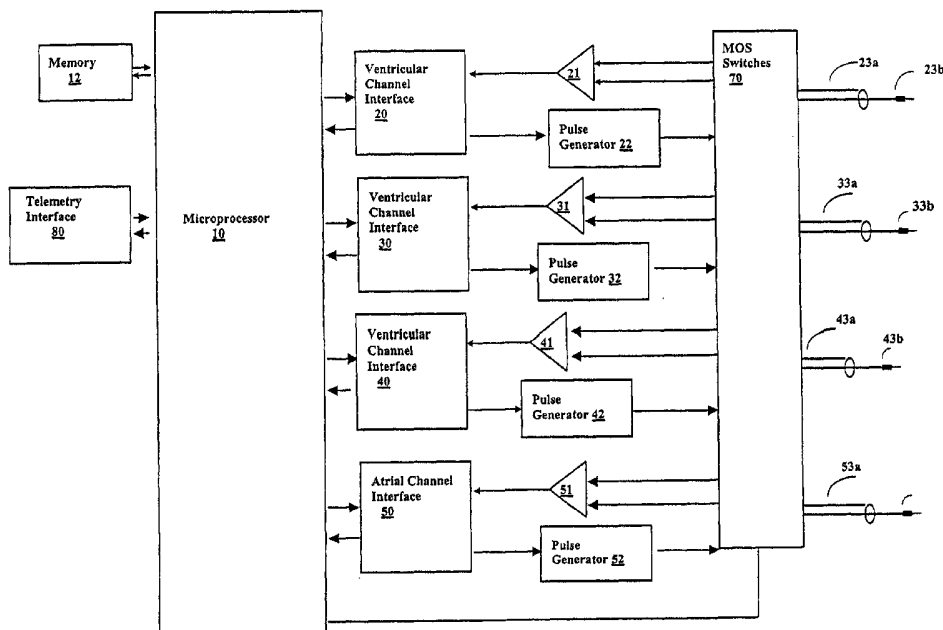 Memory
12
Telemetry
Interface
80
Microprocessor
10
Ventricular
Channel
Interface
20
21
Pulse
Generator 22
Ventricular
Channel
Interface
30
31
Pulse
Generator 32
Ventricular
Channel
Interface
40
41
Pulse
Generator 42
Atrial Channel
Interface
50
51
Pulse
Generator 52
MOS
Switches
70
23a
23b
33a
33b
43a
43b
53a